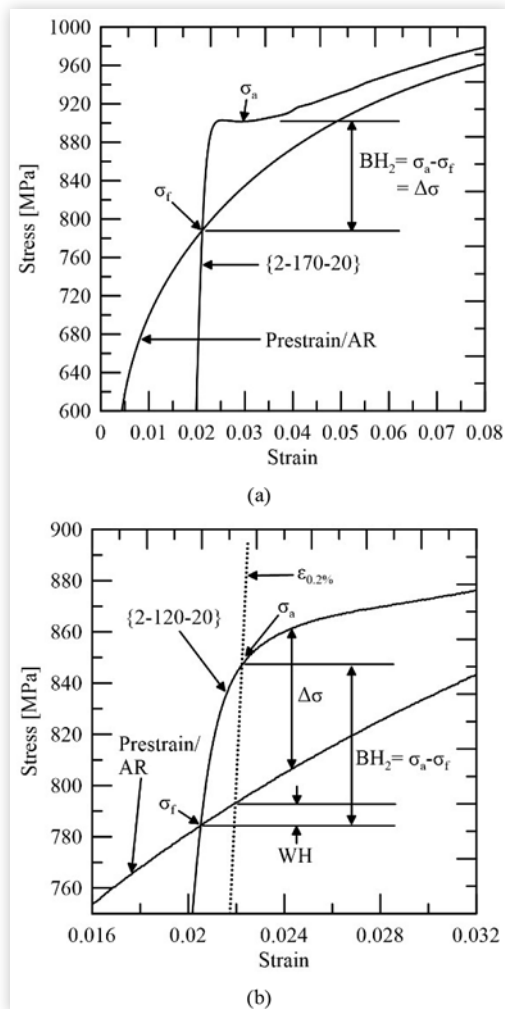 1000
960
920
880
840
800
760
720
680
640
600
Stress [MPa]
σa
σf
BH2= σa-σf
= Δσ
{2-170-20}
Prestrain/AR
0 0.01 0.02 0.03 0.04 0.05 0.06 0.07 0.08
Strain
(a)
900
880
860
840
820
800
780
760
Stress [MPa]
ε0.2%
σa
{2-120-20}
Δσ
Prestrain/
AR
BH2= σa-σf
σf
WH
0.016 0.020 0.024 0.028 0.032
Strain
(b)